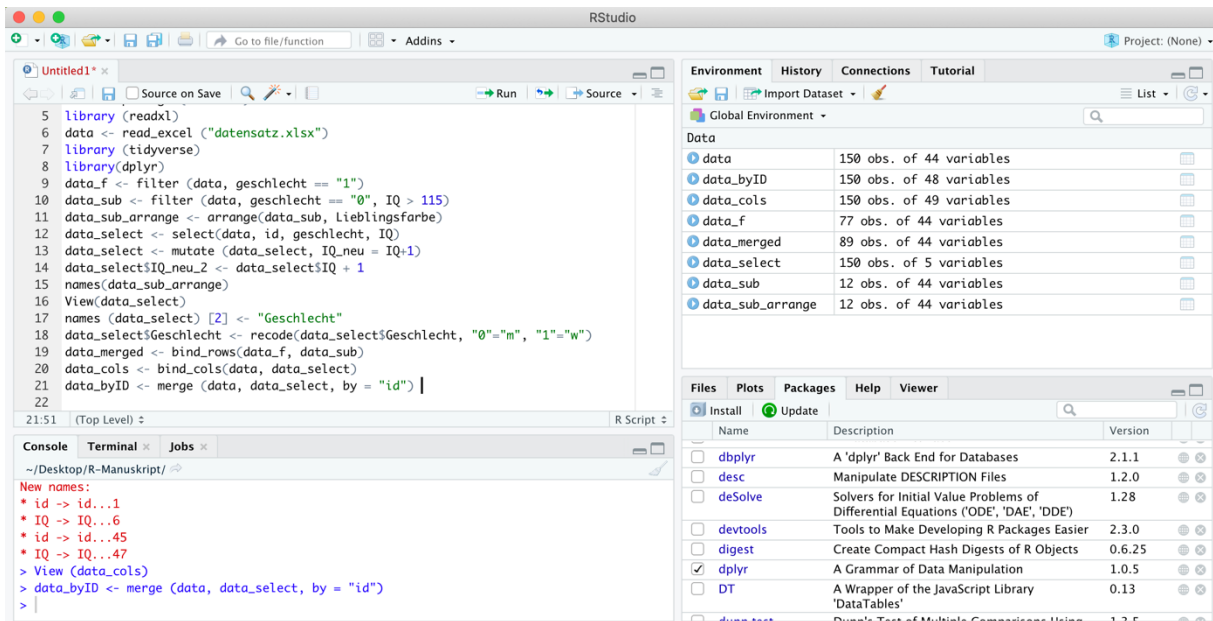 RStudio
Go to file/function
Addins
Project: (None)
Untitled1*
Source on Save
Run
Source
5 library (readxl)
6 data <- read_excel ("datensatz.xlsx")
7 library (tidyverse)
8 library(dplyr)
9 data_f <- filter (data, geschlecht == "1")
10 data_sub <- filter (data, geschlecht == "0", IQ > 115)
11 data_sub_arrange <- arrange(data_sub, Lieblingsfarbe)
12 data_select <- select(data, id, geschlecht, IQ)
13 data_select <- mutate (data_select, IQ_neu = IQ+1)
14 data_select$IQ_neu_2 <- data_select$IQ + 1
15 names(data_sub_arrange)
16 View(data_select)
17 names (data_select) [2] <- "Geschlecht"
18 data_select$Geschlecht <- recode(data_select$Geschlecht, "0"="m", "1"="w")
19 data_merged <- bind_rows(data_f, data_sub)
20 data_cols <- bind_cols(data, data_select)
21 data_byID <- merge (data, data_select, by = "id")
22
21:51 (Top Level) R Script
Console Terminal Jobs
~/Desktop/R-Manuskript/
New names:
* id -> id...1
* IQ -> IQ...6
* id -> id...45
* IQ -> IQ...47
> View (data_cols)
> data_byID <- merge (data, data_select, by = "id")
>
Environment History Connections Tutorial
Import Dataset List
Global Environment
Data
data 150 obs. of 44 variables
data_byID 150 obs. of 48 variables
data_cols 150 obs. of 49 variables
data_f 77 obs. of 44 variables
data_merged 89 obs. of 44 variables
data_select 150 obs. of 5 variables
data_sub 12 obs. of 44 variables
data_sub_arrange 12 obs. of 44 variables
Files Plots Packages Help Viewer
Install Update
Name Description Version
dbplyr A 'dplyr' Back End for Databases 2.1.1
desc Manipulate DESCRIPTION Files 1.2.0
deSolve Solvers for Initial Value Problems of 1.28
Differential Equations ('ODE', 'DAE', 'DDE')
devtools Tools to Make Developing R Packages Easier 2.3.0
digest Create Compact Hash Digests of R Objects 0.6.25
dplyr A Grammar of Data Manipulation 1.0.5
DT A Wrapper of the JavaScript Library 0.13
'DataTables'